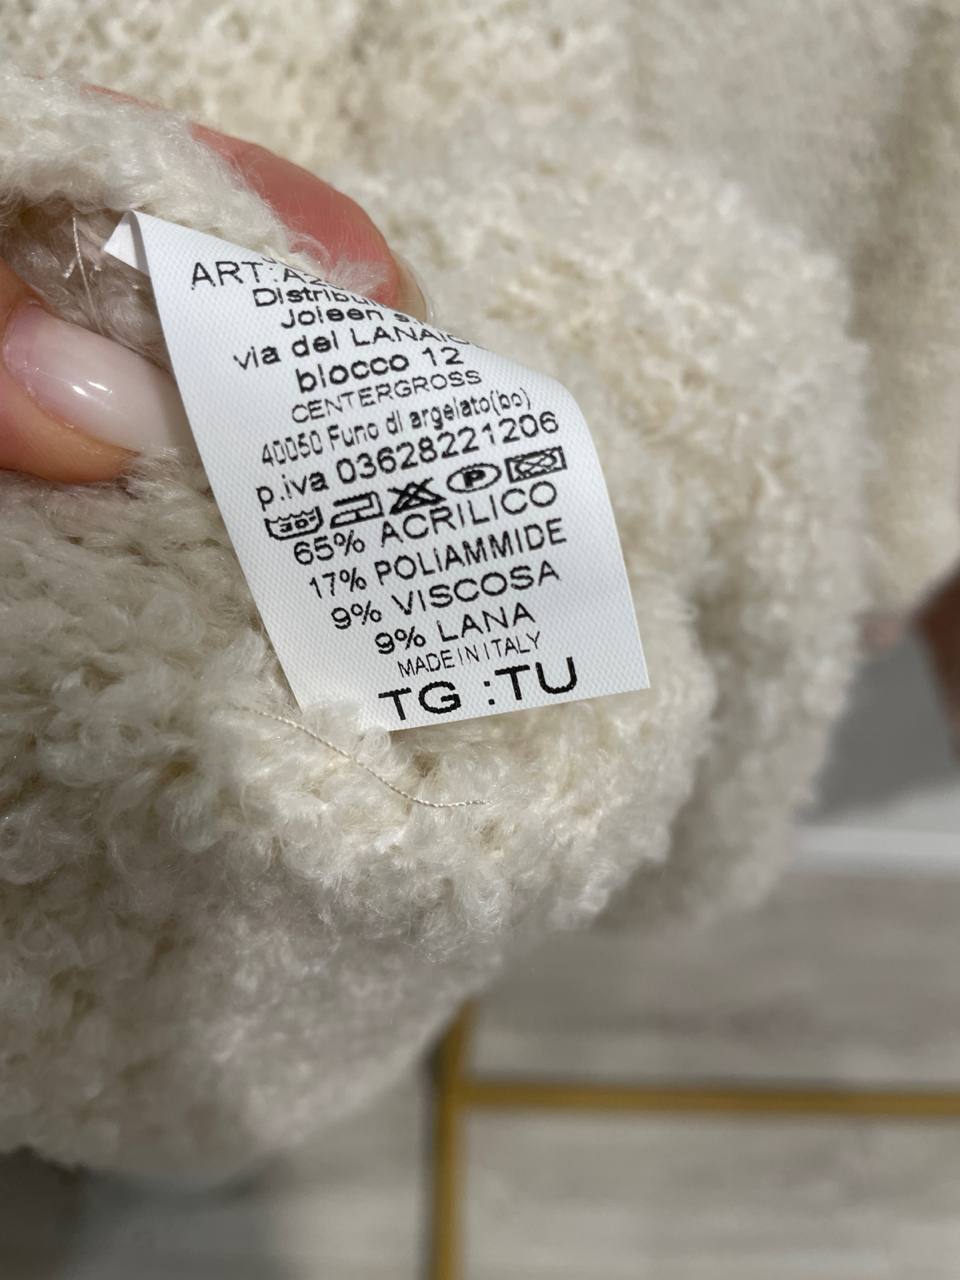 ART:A2
Distribu
Joleen s
via del LANAIO
blocco 12
CENTERGROSS
40050 Funo di argelato(bo)
p.iva 03628221206
30° P
65% ACRILICO
17% POLIAMMIDE
9% VISCOSA
9% LANA
MADE IN ITALY
TG :TU